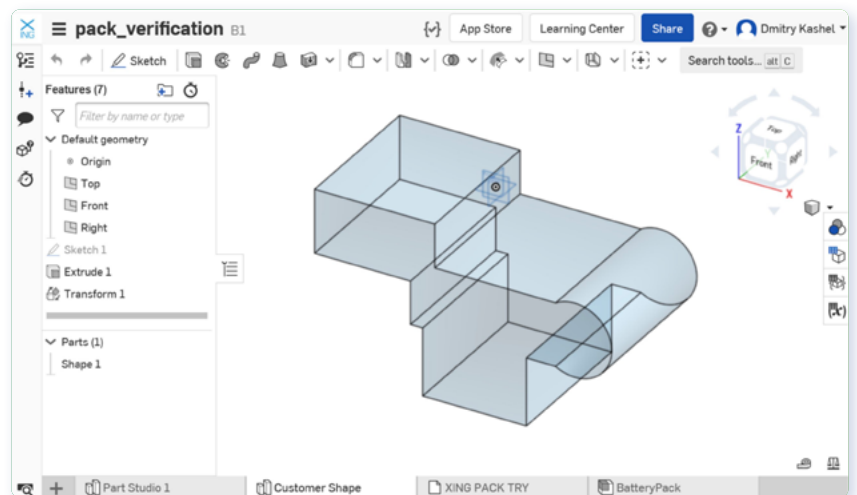 XING
pack_verification B1
App Store
Learning Center
Share
Dmitry Kashel
Sketch
Search tools... alt C
Features (7)
Filter by name or type
Default geometry
Origin
Top
Front
Right
Sketch 1
Extrude 1
Transform 1
Parts (1)
Shape 1
Z
Top
Y
Front
Right
X
(x)
Part Studio 1
Customer Shape
XING PACK TRY
BatteryPack